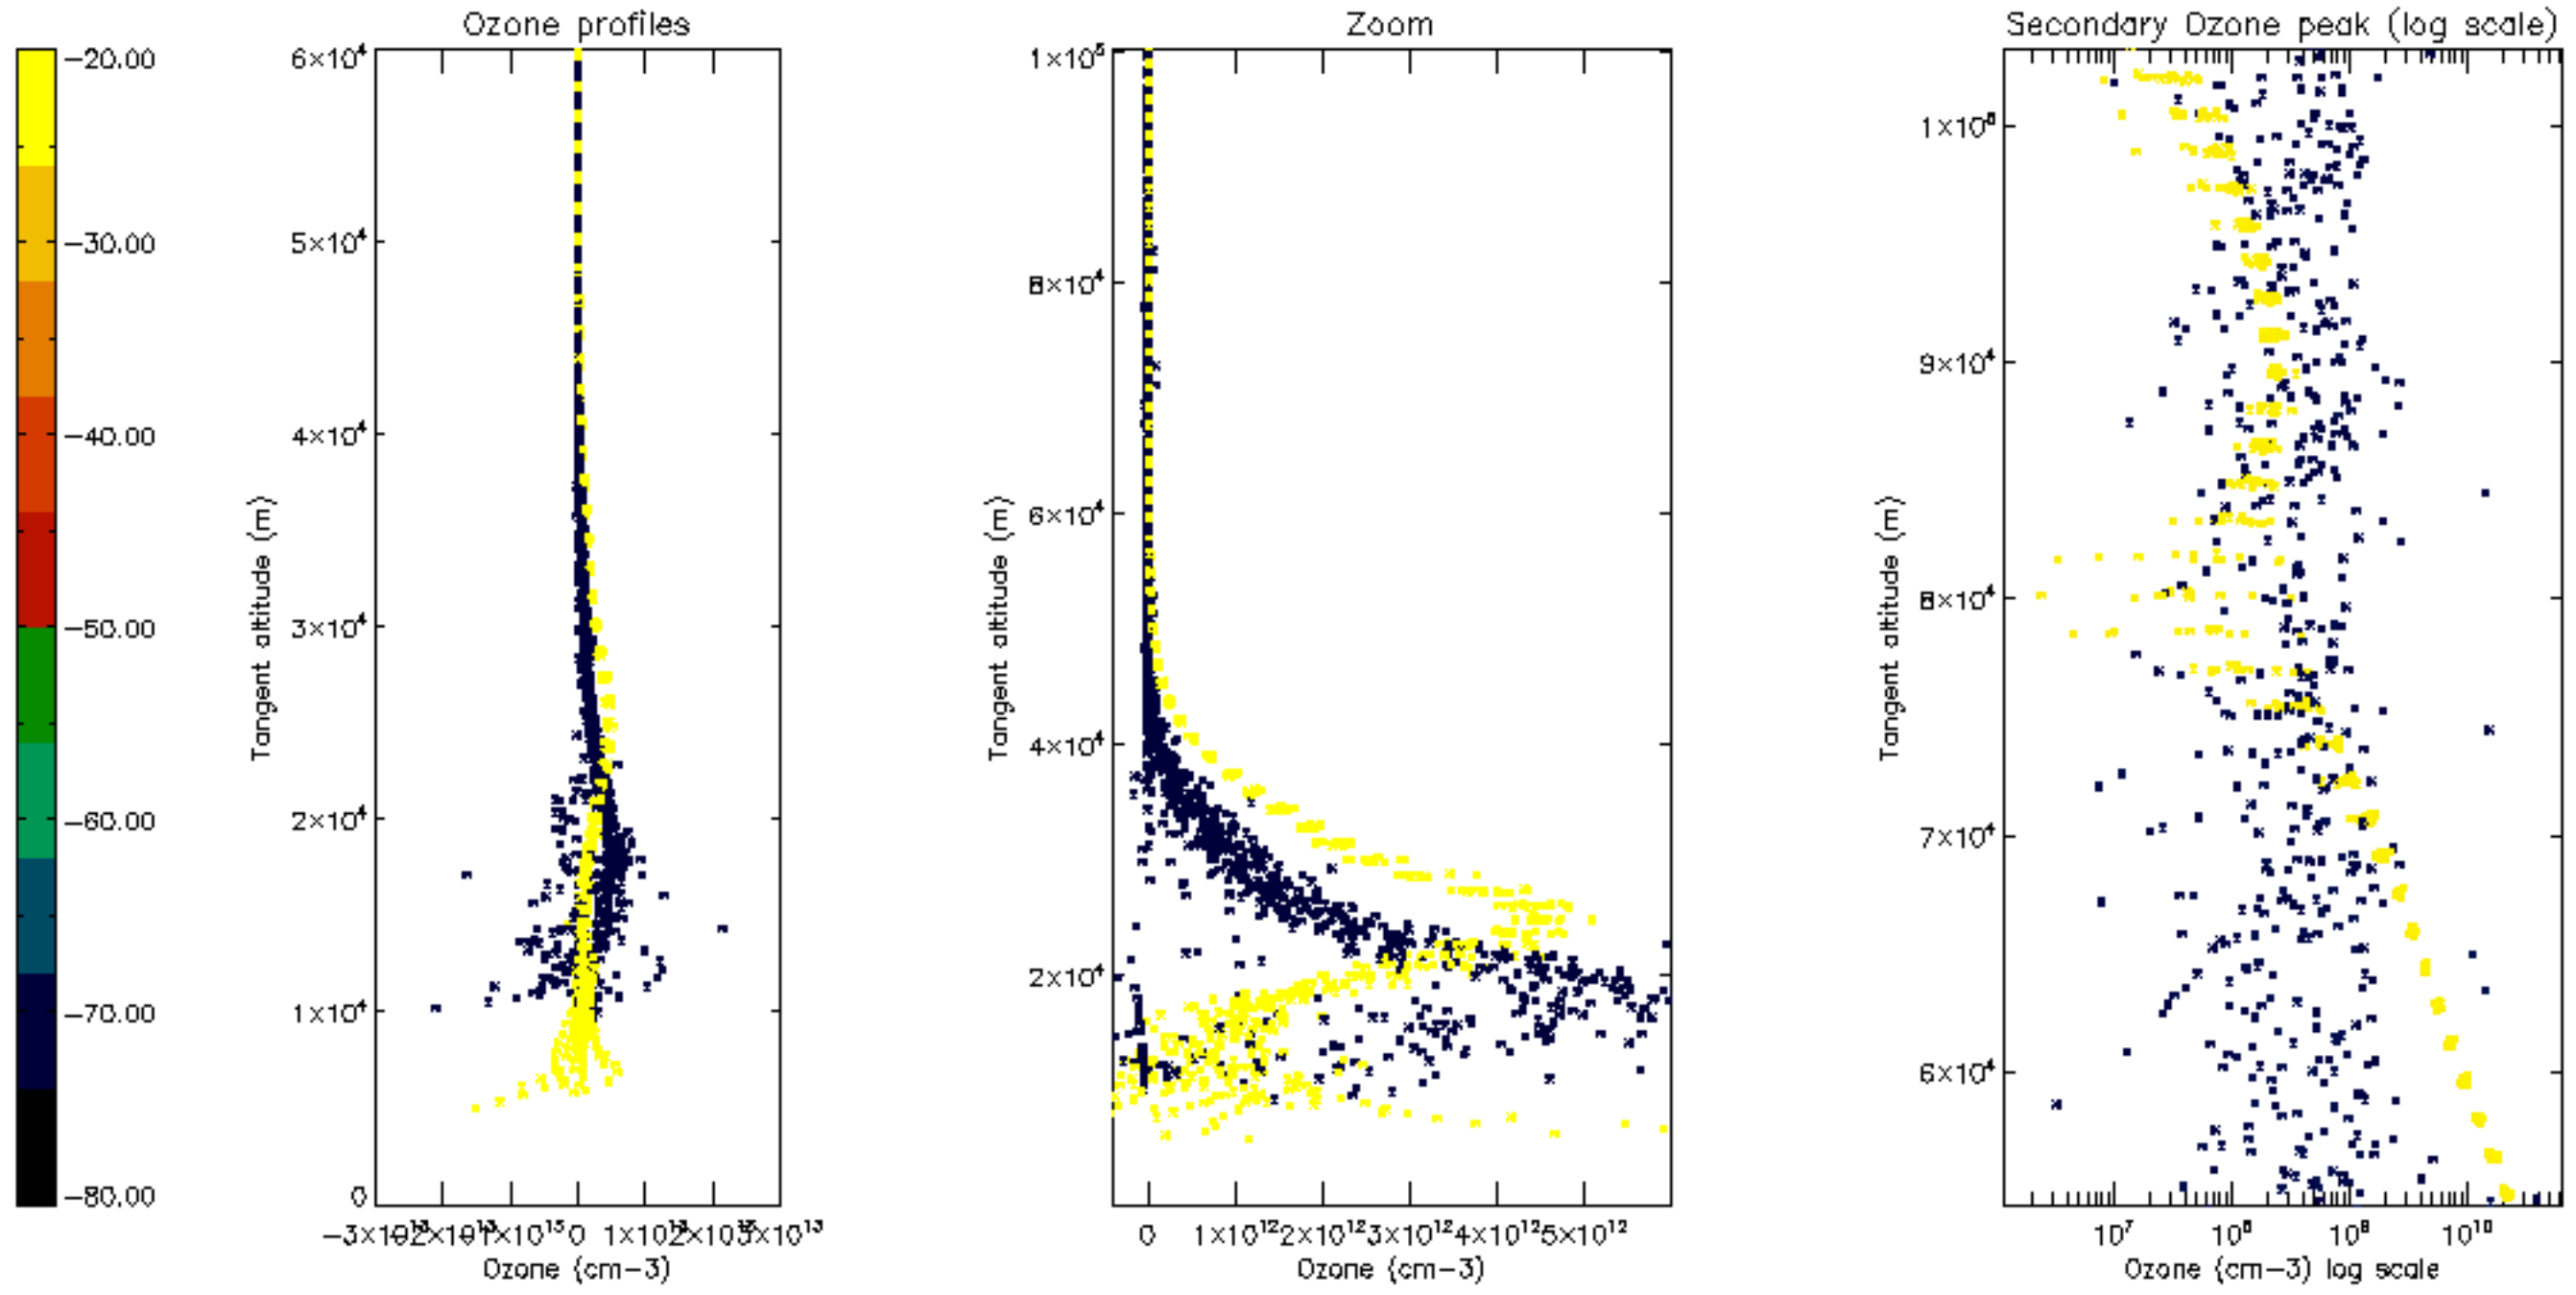 Ozone profiles
Zoom
Secondary Ozone peak (log scale)
−20.00
−30.00
−40.00
−50.00
−60.00
−70.00
−80.00
6×10⁴
5×10⁴
4×10⁴
3×10⁴
2×10⁴
1×10⁴
0
Tangent altitude (m)
0
Ozone (cm−3)
1×10⁵
8×10⁴
6×10⁴
4×10⁴
2×10⁴
Tangent altitude (m)
0 1×10¹² 2×10¹² 3×10¹² 4×10¹² 5×10¹²
Ozone (cm−3)
1×10⁵
9×10⁴
8×10⁴
7×10⁴
6×10⁴
Tangent altitude (m)
10⁷ 10⁸ 10⁹ 10¹⁰
Ozone (cm−3) log scale